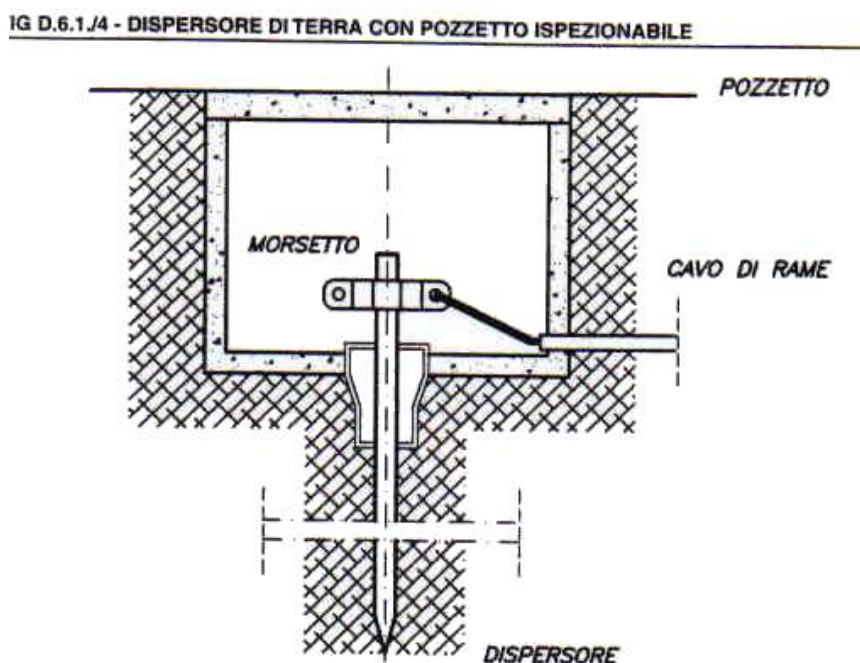 IG D.6.1./4 - DISPERSORE DI TERRA CON POZZETTO ISPEZIONABILE
POZZETTO
MORSETTO
CAVO DI RAME
DISPERSORE